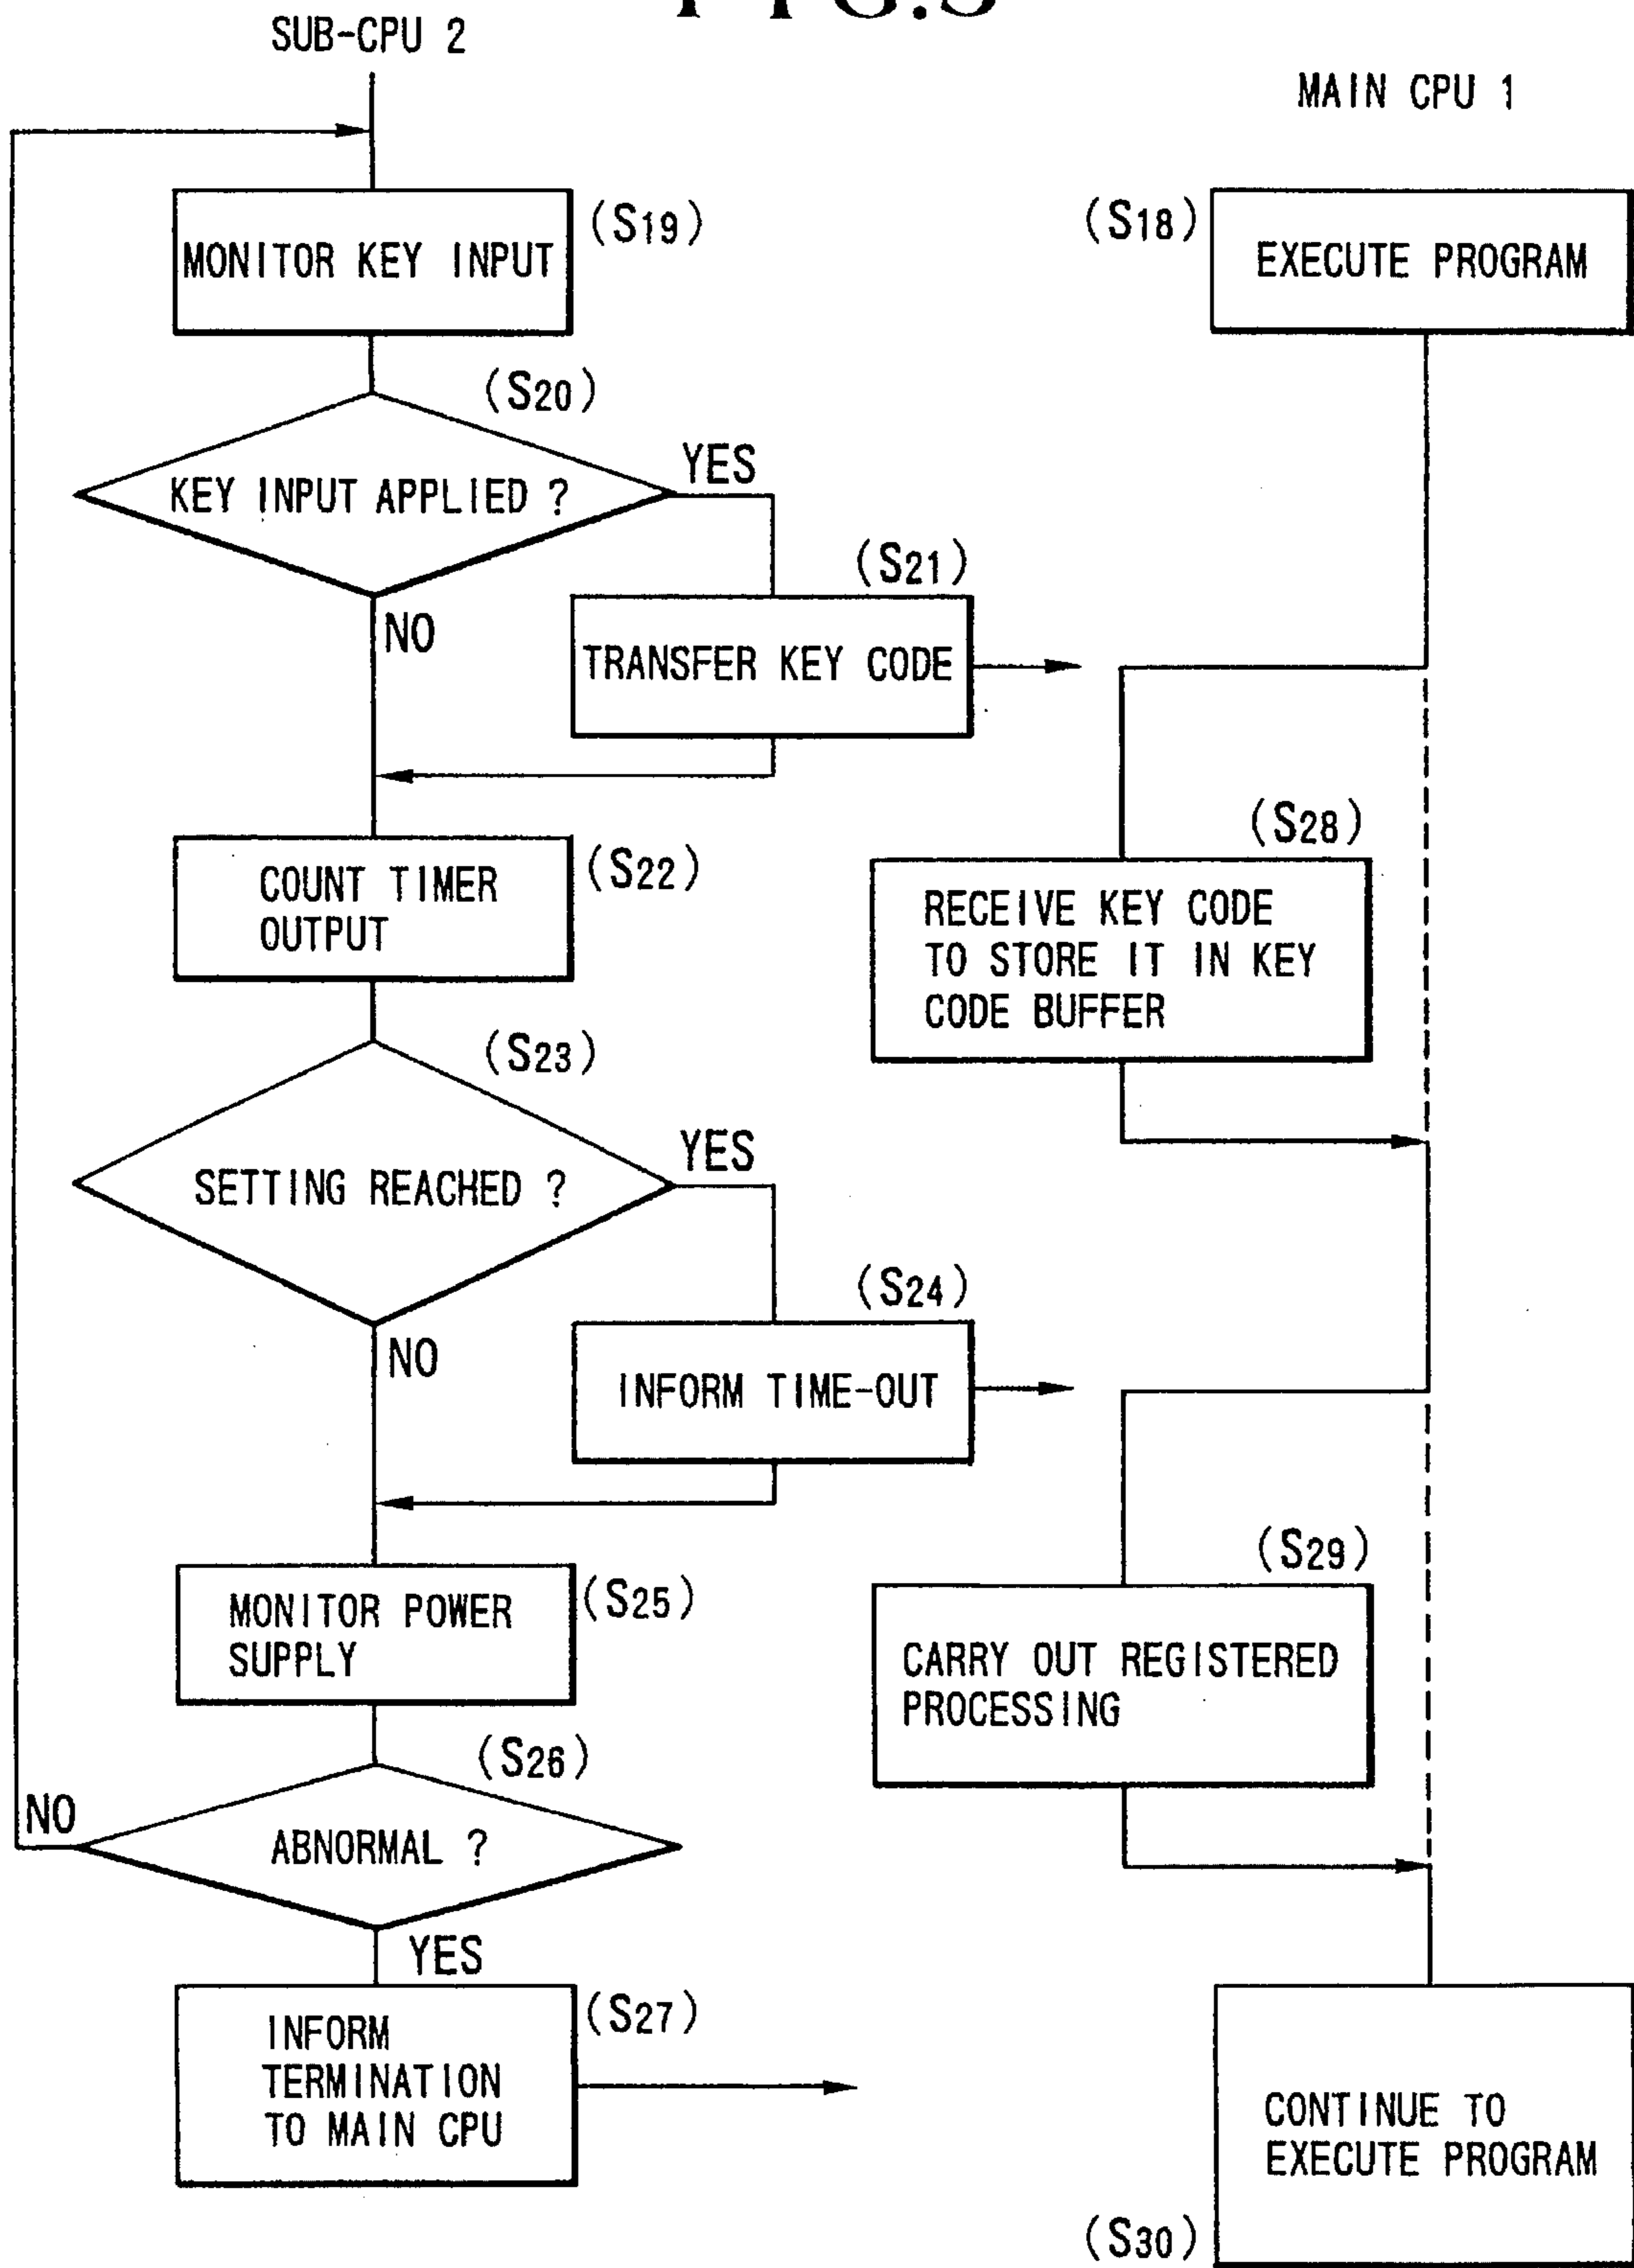 SUB-CPU 2
MAIN CPU 1
MONITOR KEY INPUT
(S19)
(S18)
EXECUTE PROGRAM
(S20)
KEY INPUT APPLIED ?
YES
NO
(S21)
TRANSFER KEY CODE
COUNT TIMER
OUTPUT
(S22)
(S28)
RECEIVE KEY CODE
TO STORE IT IN KEY
CODE BUFFER
(S23)
SETTING REACHED ?
YES
NO
(S24)
INFORM TIME-OUT
MONITOR POWER
SUPPLY
(S25)
(S29)
CARRY OUT REGISTERED
PROCESSING
(S26)
ABNORMAL ?
NO
YES
INFORM
TERMINATION
TO MAIN CPU
(S27)
CONTINUE TO
EXECUTE PROGRAM
(S30)